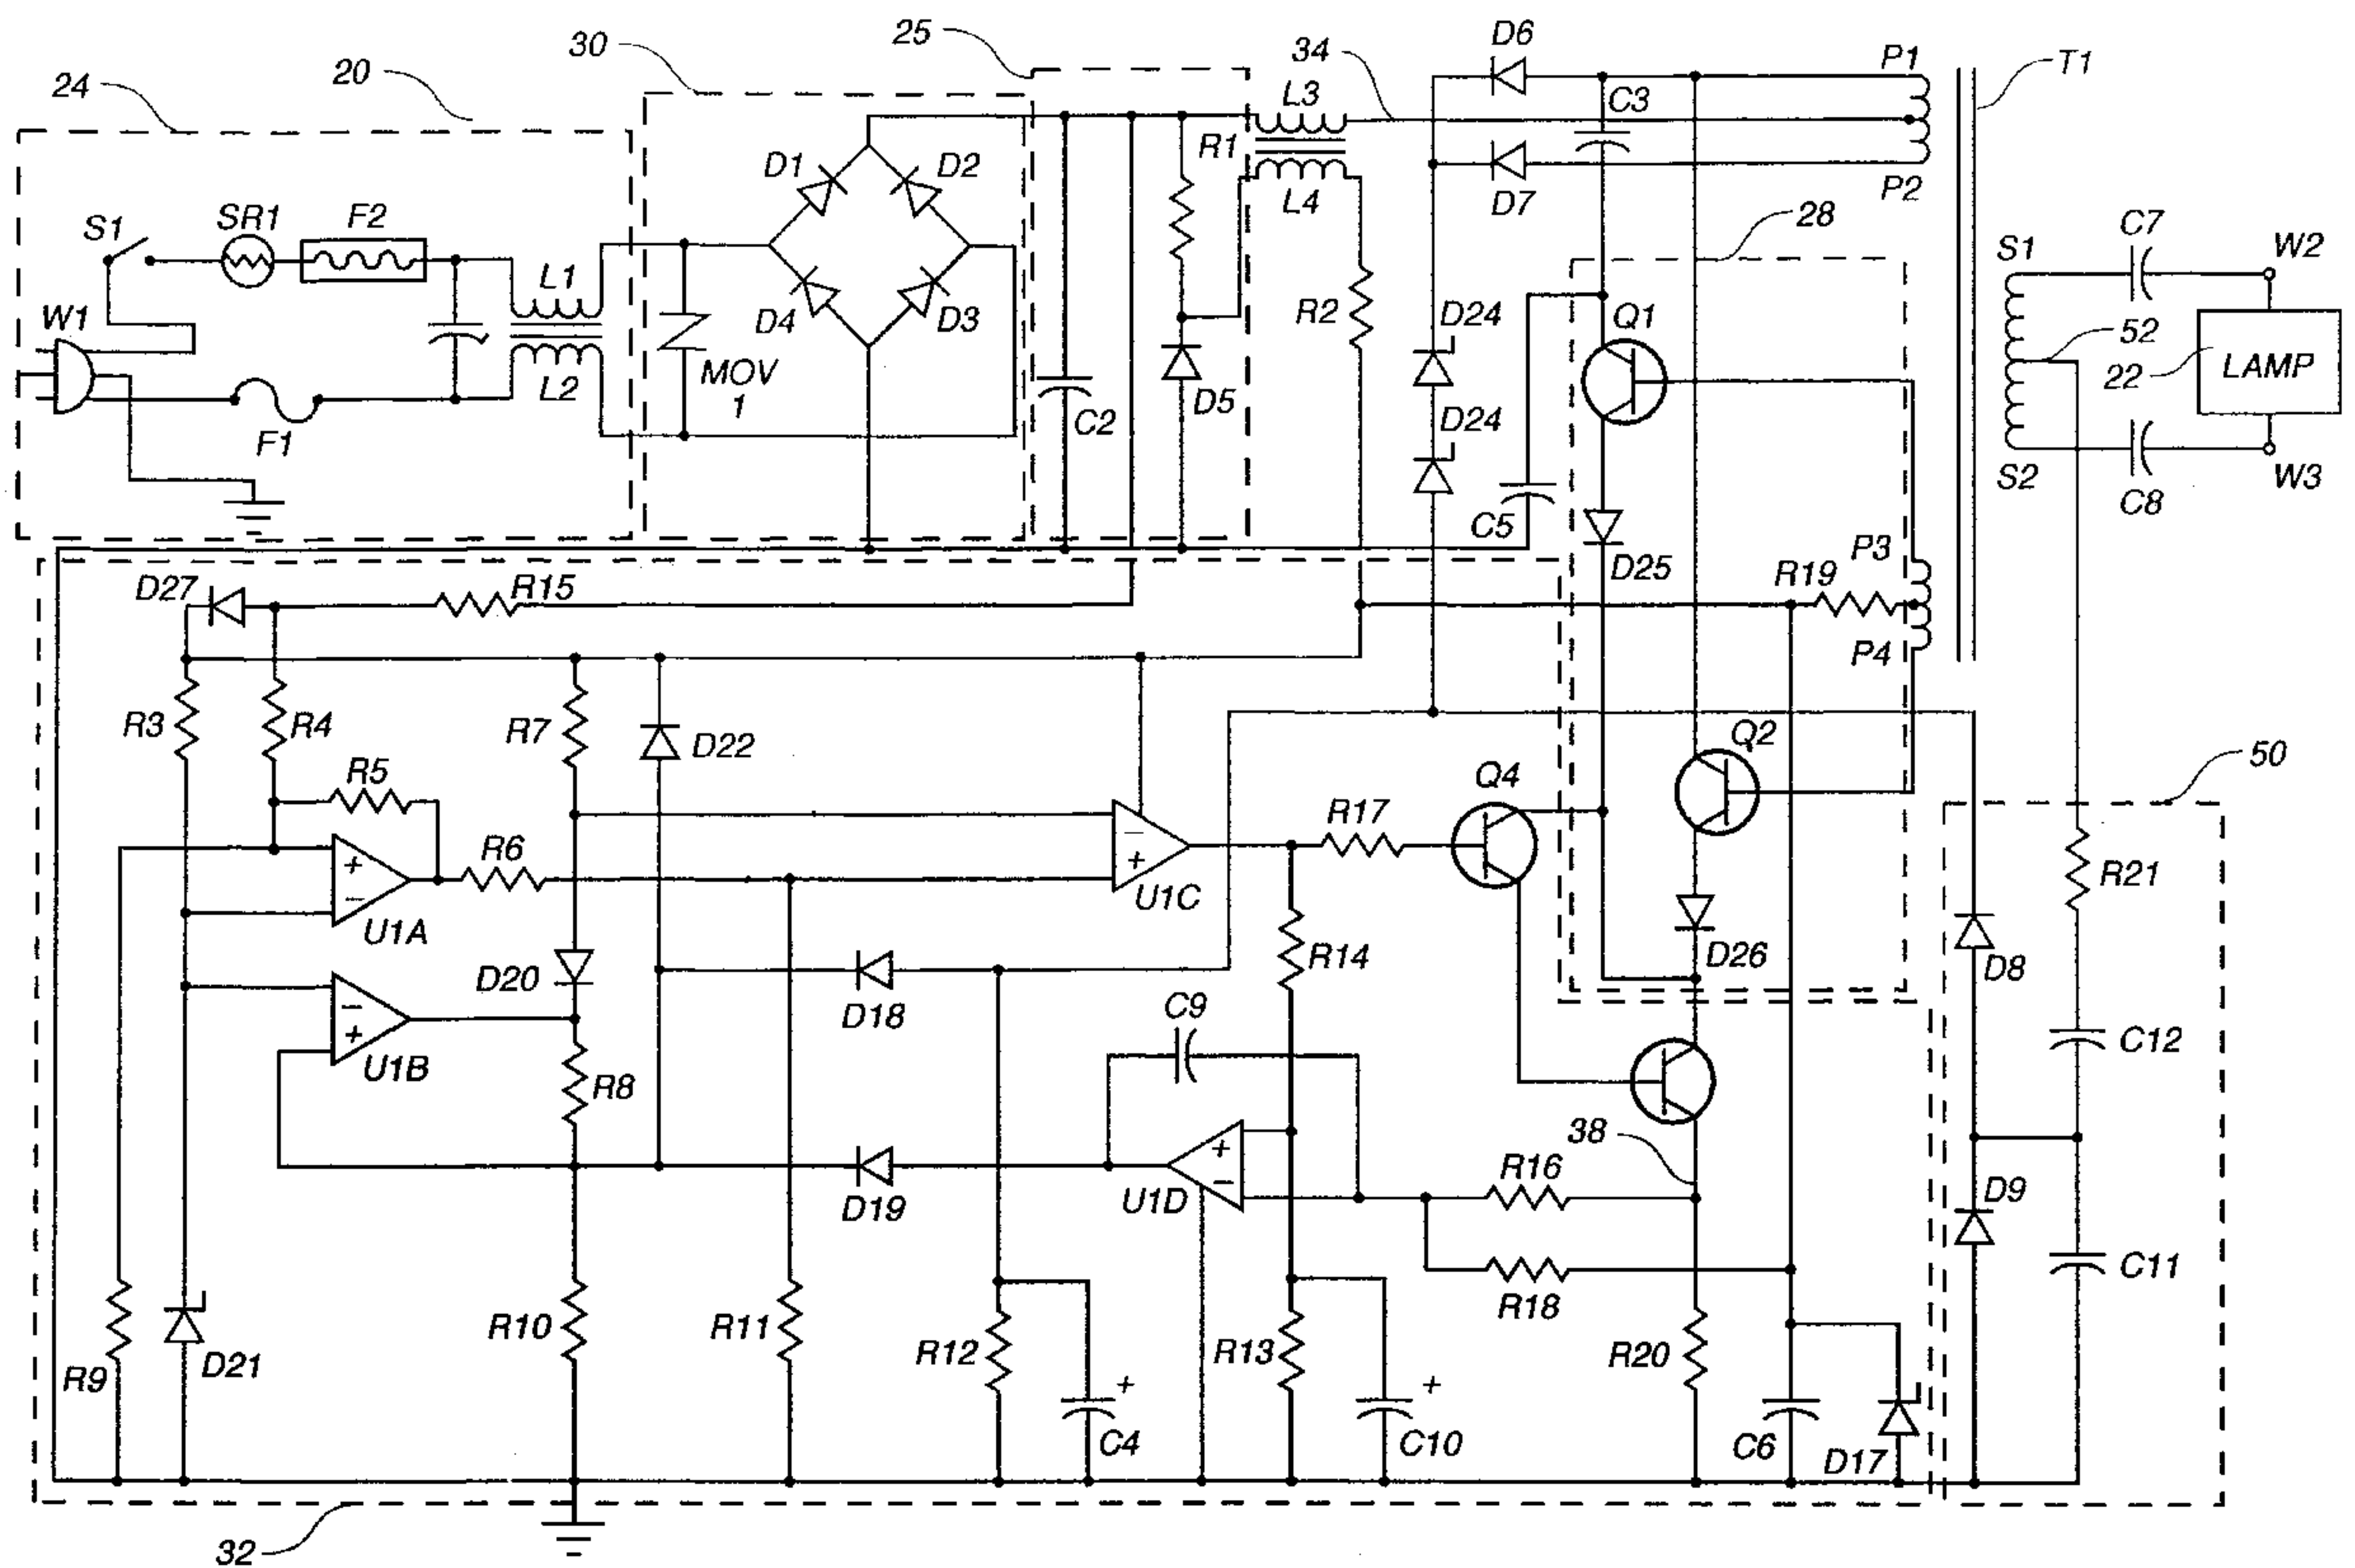 D6
30
25
34
P1
T1
24
20
L3
C3
R1
D1
D2
L4
D7
P2
28
S1
SR1
F2
C7
S1
W2
L1
R2
D24
Q1
W1
D4
D3
52
MOV
1
22
LAMP
L2
C2
D5
D24
F1
S2
W3
C8
C5
D25
P3
D27
R15
R19
P4
R3
R4
R7
D22
Q2
50
R5
Q4
R17
R6
+
−
−
+
R21
U1A
U1C
R14
D26
D8
D20
−
+
D18
C9
C12
U1B
R8
38
+
−
R16
D19
U1D
D9
C11
R18
R10
R11
R12
R13
R20
R9
D21
+
+
C4
C10
C6
D17
32